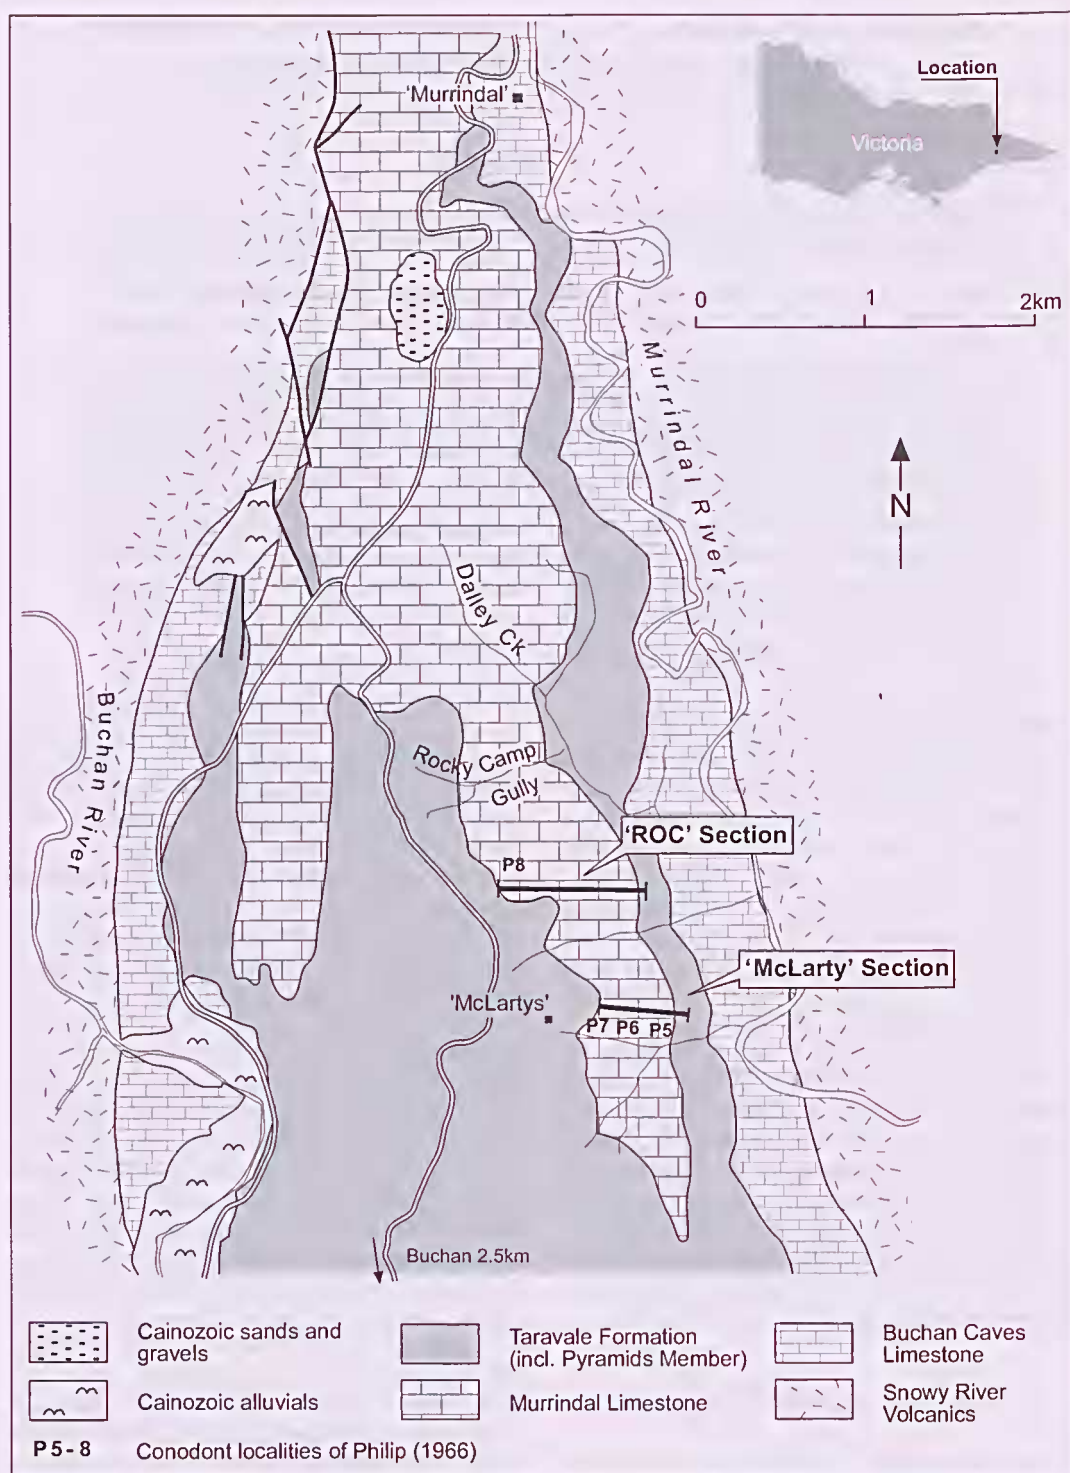 'Murrindal'
Location
Victoria
0 1 2km
Murrindal River
N
Dalley Ck
Buchan River
Rocky Camp
Gully
'ROC' Section
P8
'McLarty' Section
'McLartys'
P7 P6 P5
Buchan 2.5km
Cainozoic sands and
gravels
Taravale Formation
(incl. Pyramids Member)
Buchan Caves
Limestone
Cainozoic alluvials
Murrindal Limestone
Snowy River
Volcanics
P5-8 Conodont localities of Philip (1966)